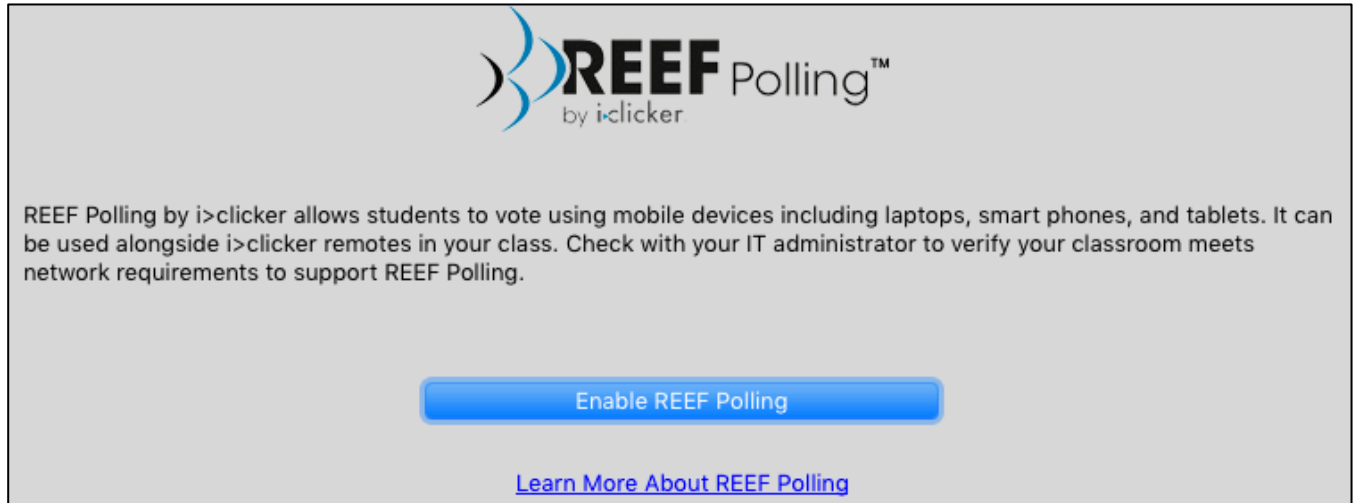 REEF Polling™
by i>clicker
REEF Polling by i>clicker allows students to vote using mobile devices including laptops, smart phones, and tablets. It can
be used alongside i>clicker remotes in your class. Check with your IT administrator to verify your classroom meets
network requirements to support REEF Polling.
Enable REEF Polling
Learn More About REEF Polling